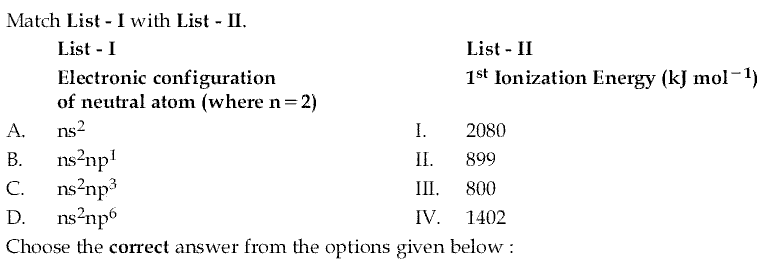 Match List - I with List - II.
List - I List - II
Electronic configuration 1st Ionization Energy (kJ mol−1)
of neutral atom (where n = 2)
A. ns² I. 2080
B. ns²np¹ II. 899
C. ns²np³ III. 800
D. ns²np⁶ IV. 1402
Choose the correct answer from the options given below :